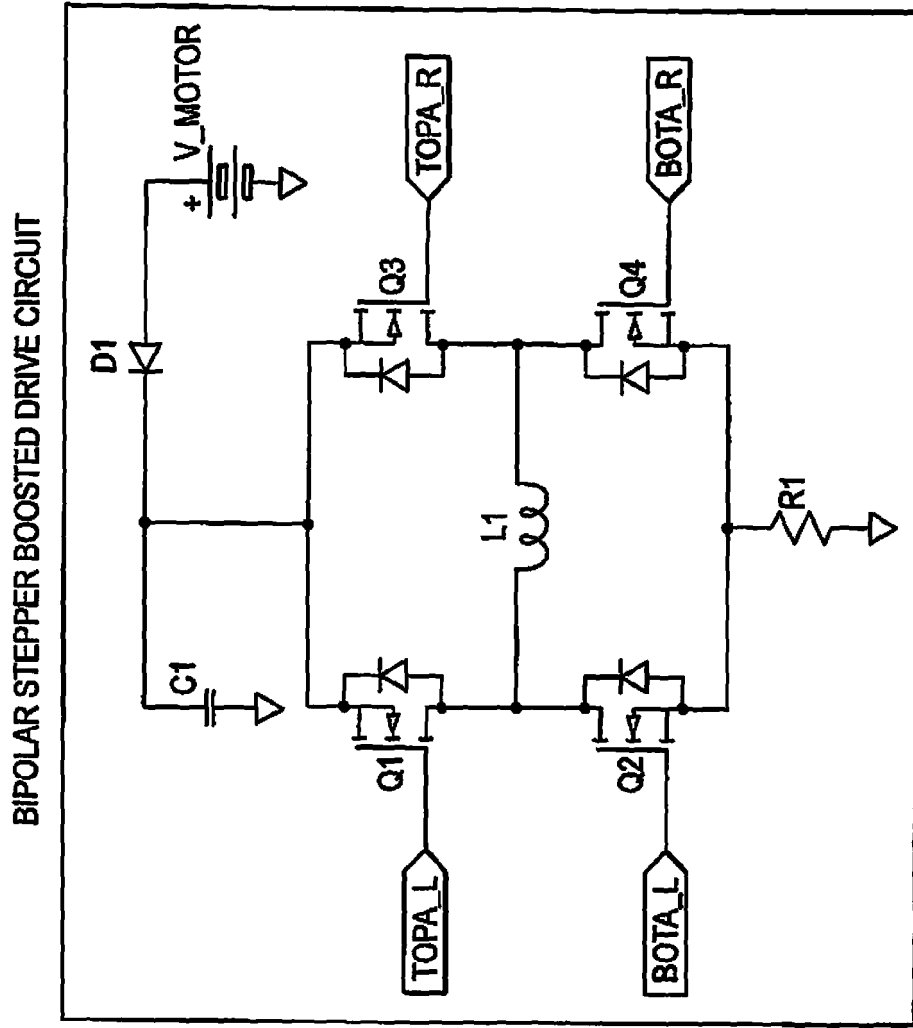 BIPOLAR STEPPER BOOSTED DRIVE CIRCUIT
C1
D1
+
V_MOTOR
Q1
Q3
TOPA_L
TOPA_R
L1
Q2
Q4
BOTA_L
BOTA_R
R1